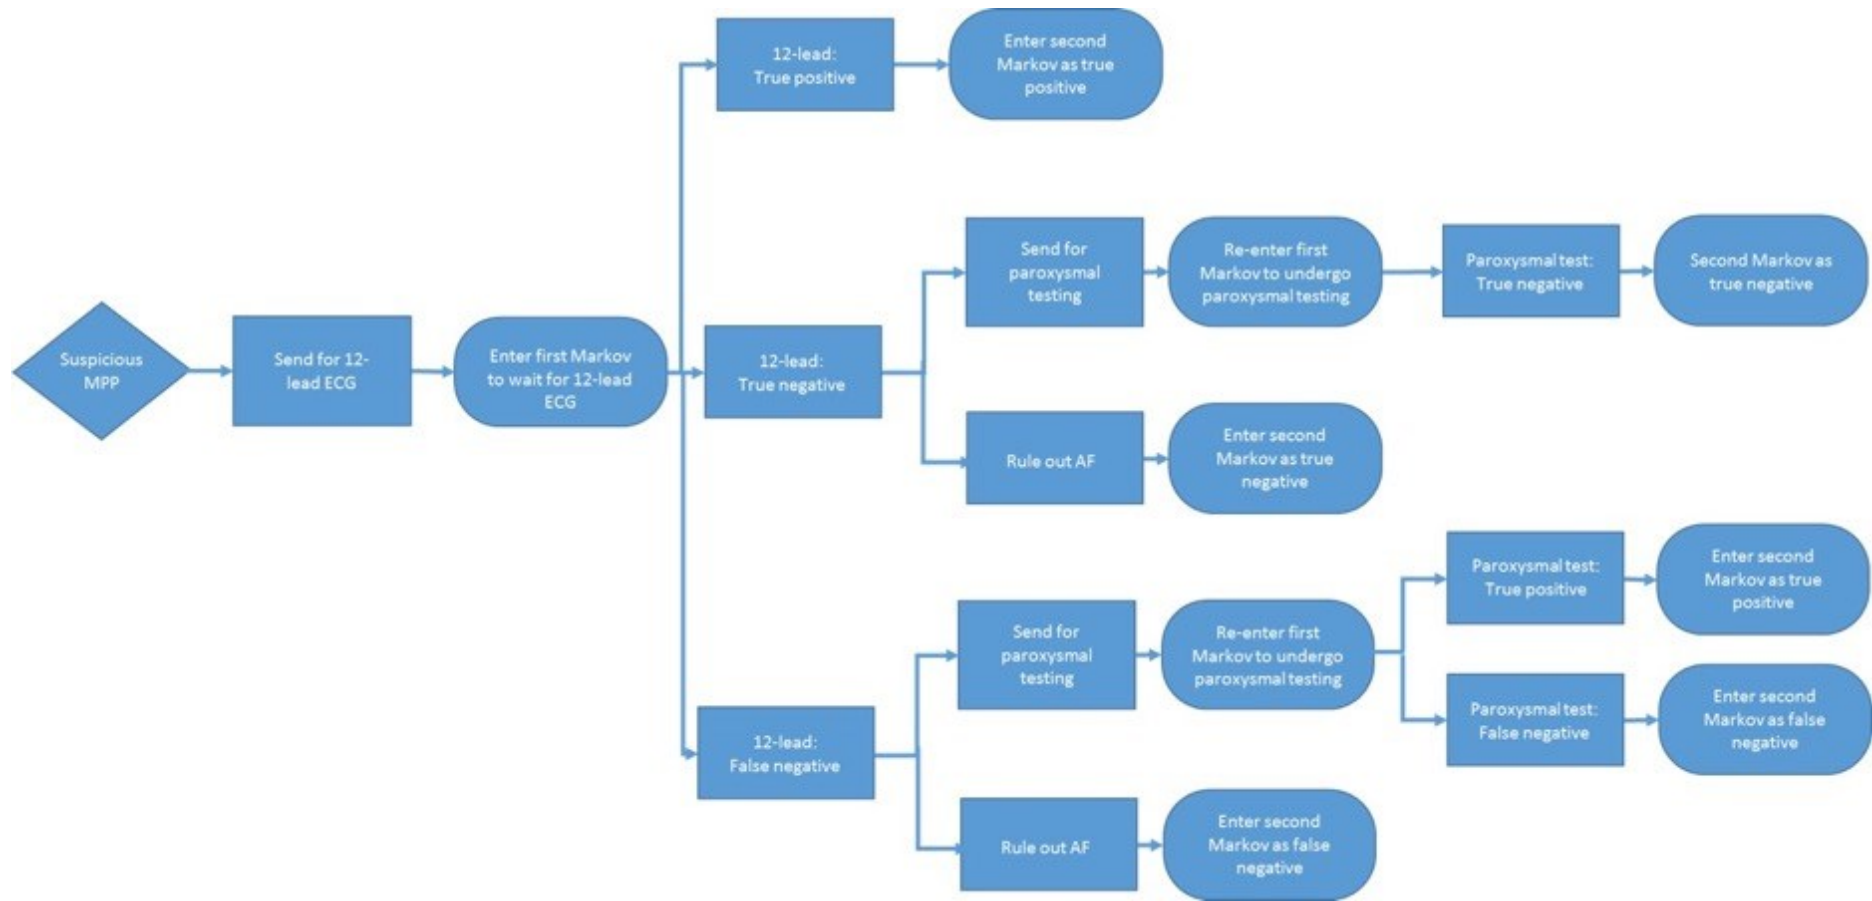 Suspicious
MPP
Send for 12-
lead ECG
Enter first Markov
to wait for 12-lead
ECG
12-lead:
True positive
Enter second
Markov as true
positive
12-lead:
True negative
Send for
paroxysmal
testing
Re-enter first
Markov to undergo
paroxysmal testing
Paroxysmal test:
True negative
Second Markov as
true negative
Rule out AF
Enter second
Markov as true
negative
12-lead:
False negative
Send for
paroxysmal
testing
Re-enter first
Markov to undergo
paroxysmal testing
Paroxysmal test:
True positive
Enter second
Markov as true
positive
Paroxysmal test:
False negative
Enter second
Markov as false
negative
Rule out AF
Enter second
Markov as false
negative